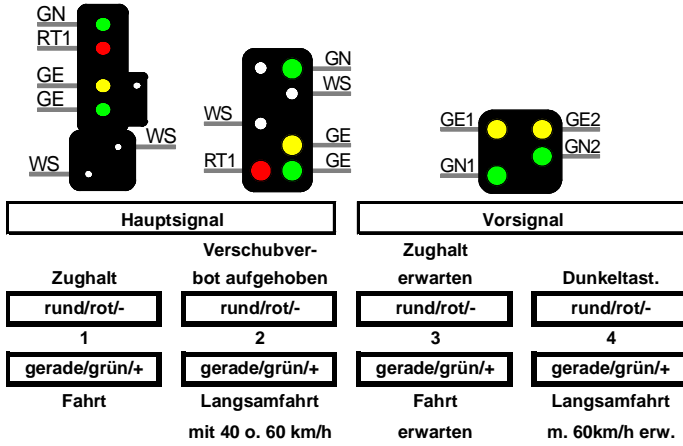 GN
RT1
GE
GE
WS
WS
GN
WS
WS
GE
RT1
GE
GE1
GE2
GN2
GN1
Hauptsignal
Vorsignal
Verschubver-
Zughalt
Zughalt
bot aufgehoben
erwarten
Dunkeltast.
rund/rot/-
rund/rot/-
rund/rot/-
rund/rot/-
1
2
3
4
gerade/grün/+
gerade/grün/+
gerade/grün/+
gerade/grün/+
Fahrt
Langsamfahrt
Fahrt
Langsamfahrt
mit 40 o. 60 km/h
erwarten
m. 60km/h erw.